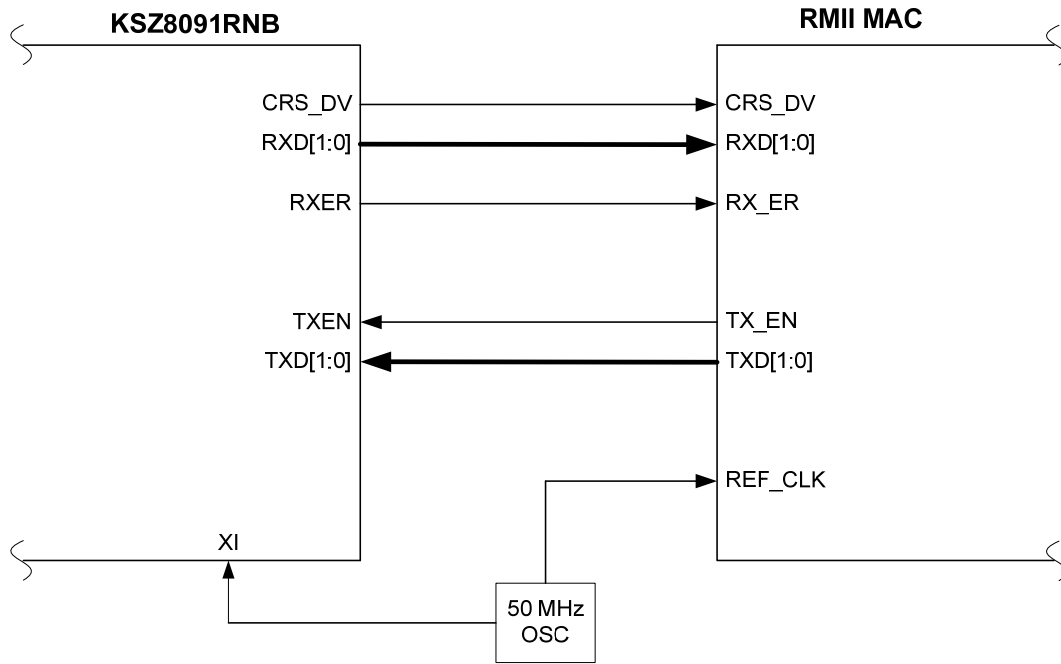 KSZ8091RNB
RMII MAC
CRS_DV
CRS_DV
RXD[1:0]
RXD[1:0]
RXER
RX_ER
TXEN
TX_EN
TXD[1:0]
TXD[1:0]
REF_CLK
XI
50 MHz
OSC